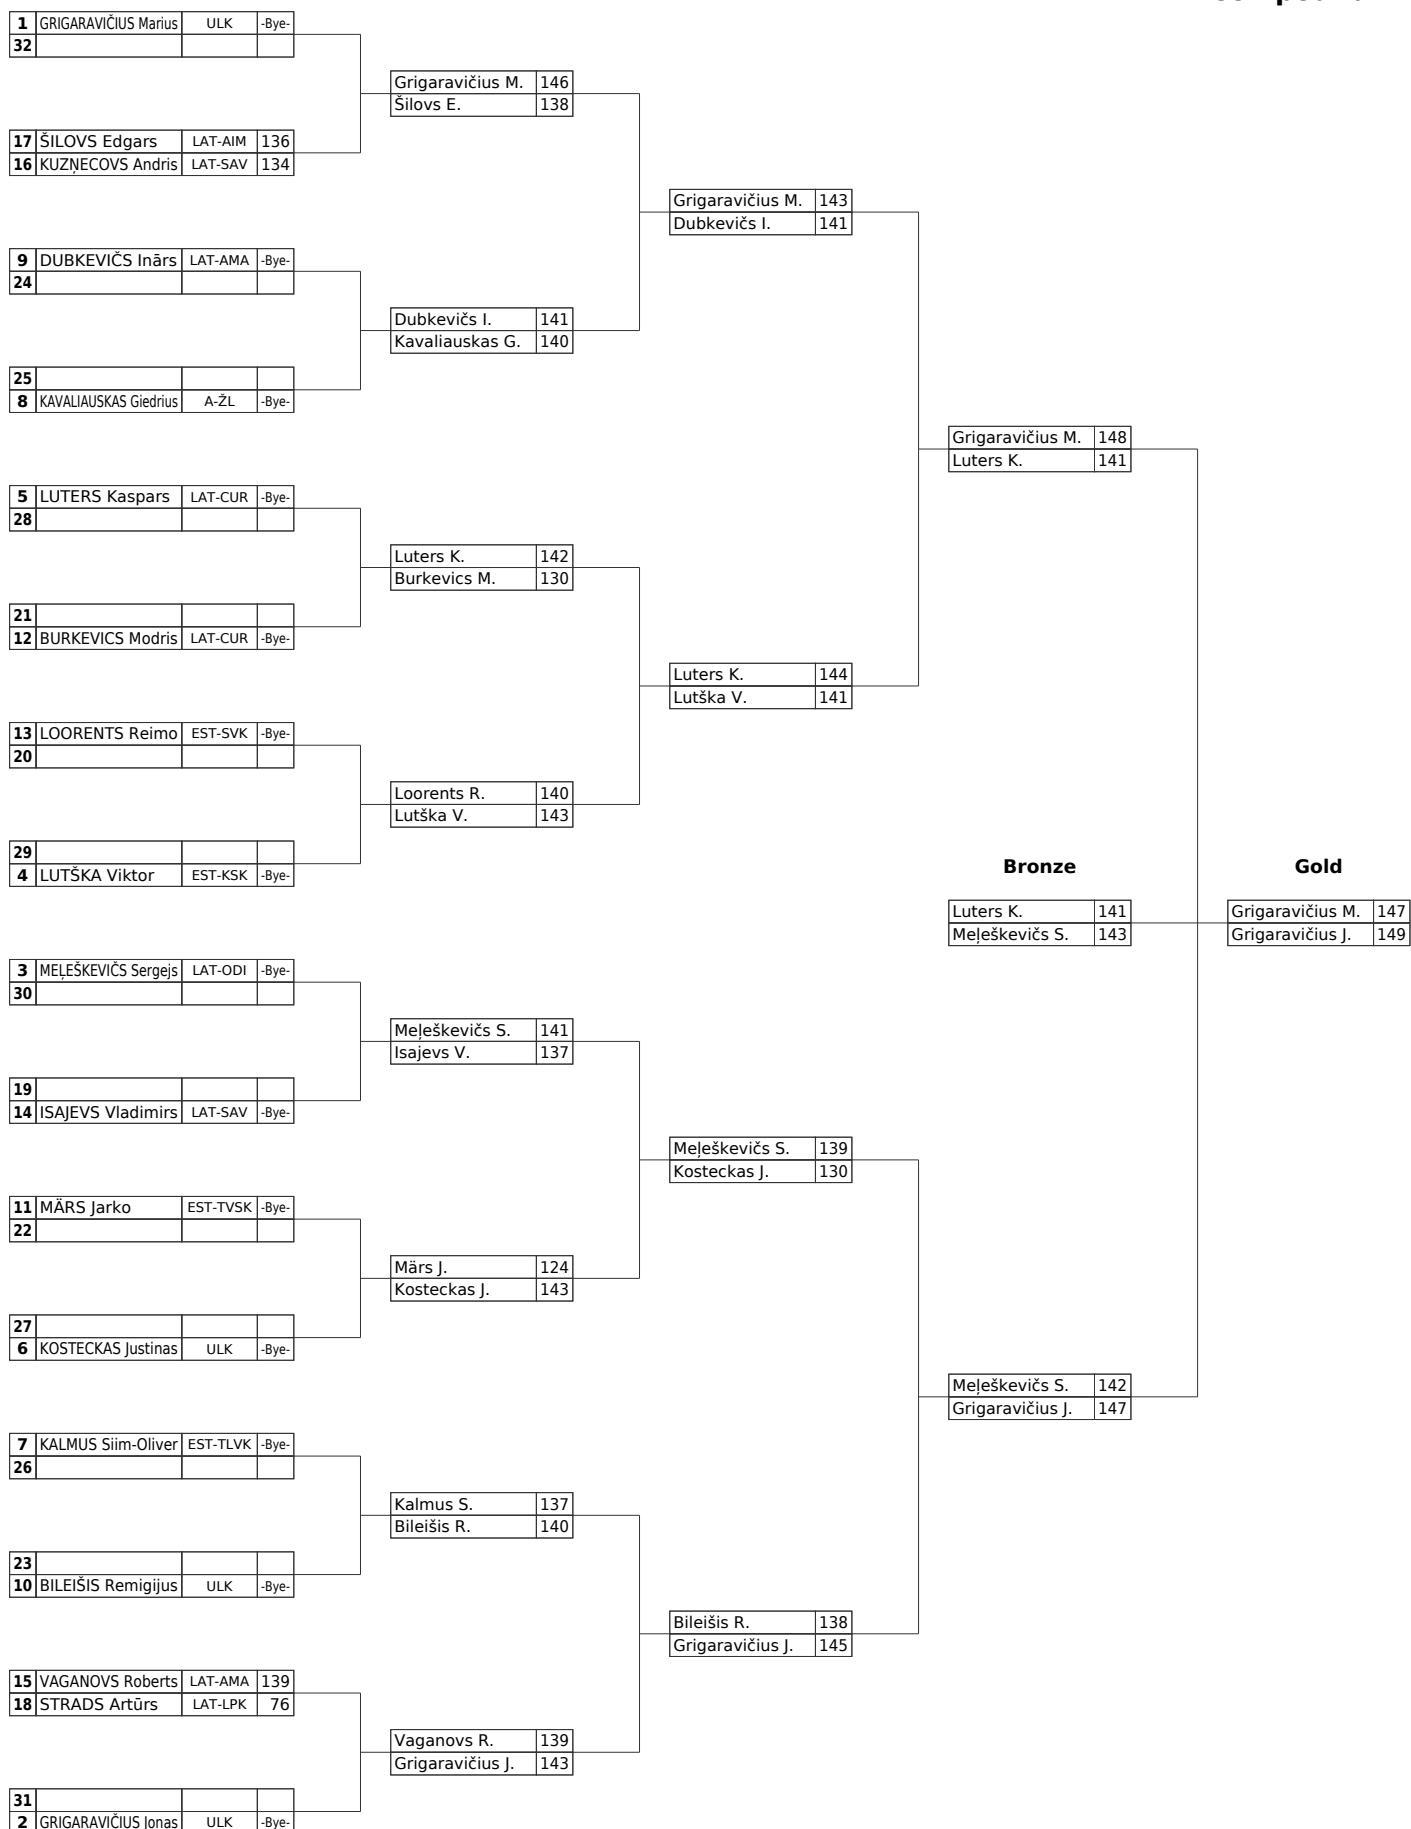 1 GRIGARAVIČIUS Marius ULK -Bye-
32
Grigaravičius M. 146
Šilovs E. 138
17 ŠILOVS Edgars LAT-AIM 136
16 KUZŅECOVS Andris LAT-SAV 134
Grigaravičius M. 143
Dubkevičs I. 141
9 DUBKEVIČS Inārs LAT-AMA -Bye-
24
Dubkevičs I. 141
Kavaliauskas G. 140
25
8 KAVALIAUSKAS Giedrius A-ŽL -Bye-
Grigaravičius M. 148
Luters K. 141
5 LUTERS Kaspars LAT-CUR -Bye-
28
Luters K. 142
Burkevics M. 130
21
12 BURKEVICS Modris LAT-CUR -Bye-
Luters K. 144
Lutška V. 141
13 LOORENTS Reimo EST-SVK -Bye-
20
Loorents R. 140
Lutška V. 143
29
4 LUTŠKA Viktor EST-KSK -Bye-
Bronze Gold
Luters K. 141 Grigaravičius M. 147
Meļeškevičs S. 143 Grigaravičius J. 149
3 MEĻEŠKEVIČS Sergejs LAT-ODI -Bye-
30
Meļeškevičs S. 141
Isajevs V. 137
19
14 ISAJEVS Vladimirs LAT-SAV -Bye-
Meļeškevičs S. 139
Kosteckas J. 130
11 MÄRS Jarko EST-TVSK -Bye-
22
Märs J. 124
Kosteckas J. 143
27
6 KOSTECKAS Justinas ULK -Bye-
Meļeškevičs S. 142
Grigaravičius J. 147
7 KALMUS Siim-Oliver EST-TLVK -Bye-
26
Kalmus S. 137
Bileišis R. 140
23
10 BILEIŠIS Remigijus ULK -Bye-
Bileišis R. 138
Grigaravičius J. 145
15 VAGANOVS Roberts LAT-AMA 139
18 STRADS Artūrs LAT-LPK 76
Vaganovs R. 139
Grigaravičius J. 143
31
2 GRIGARAVIČIUS Jonas ULK -Bye-